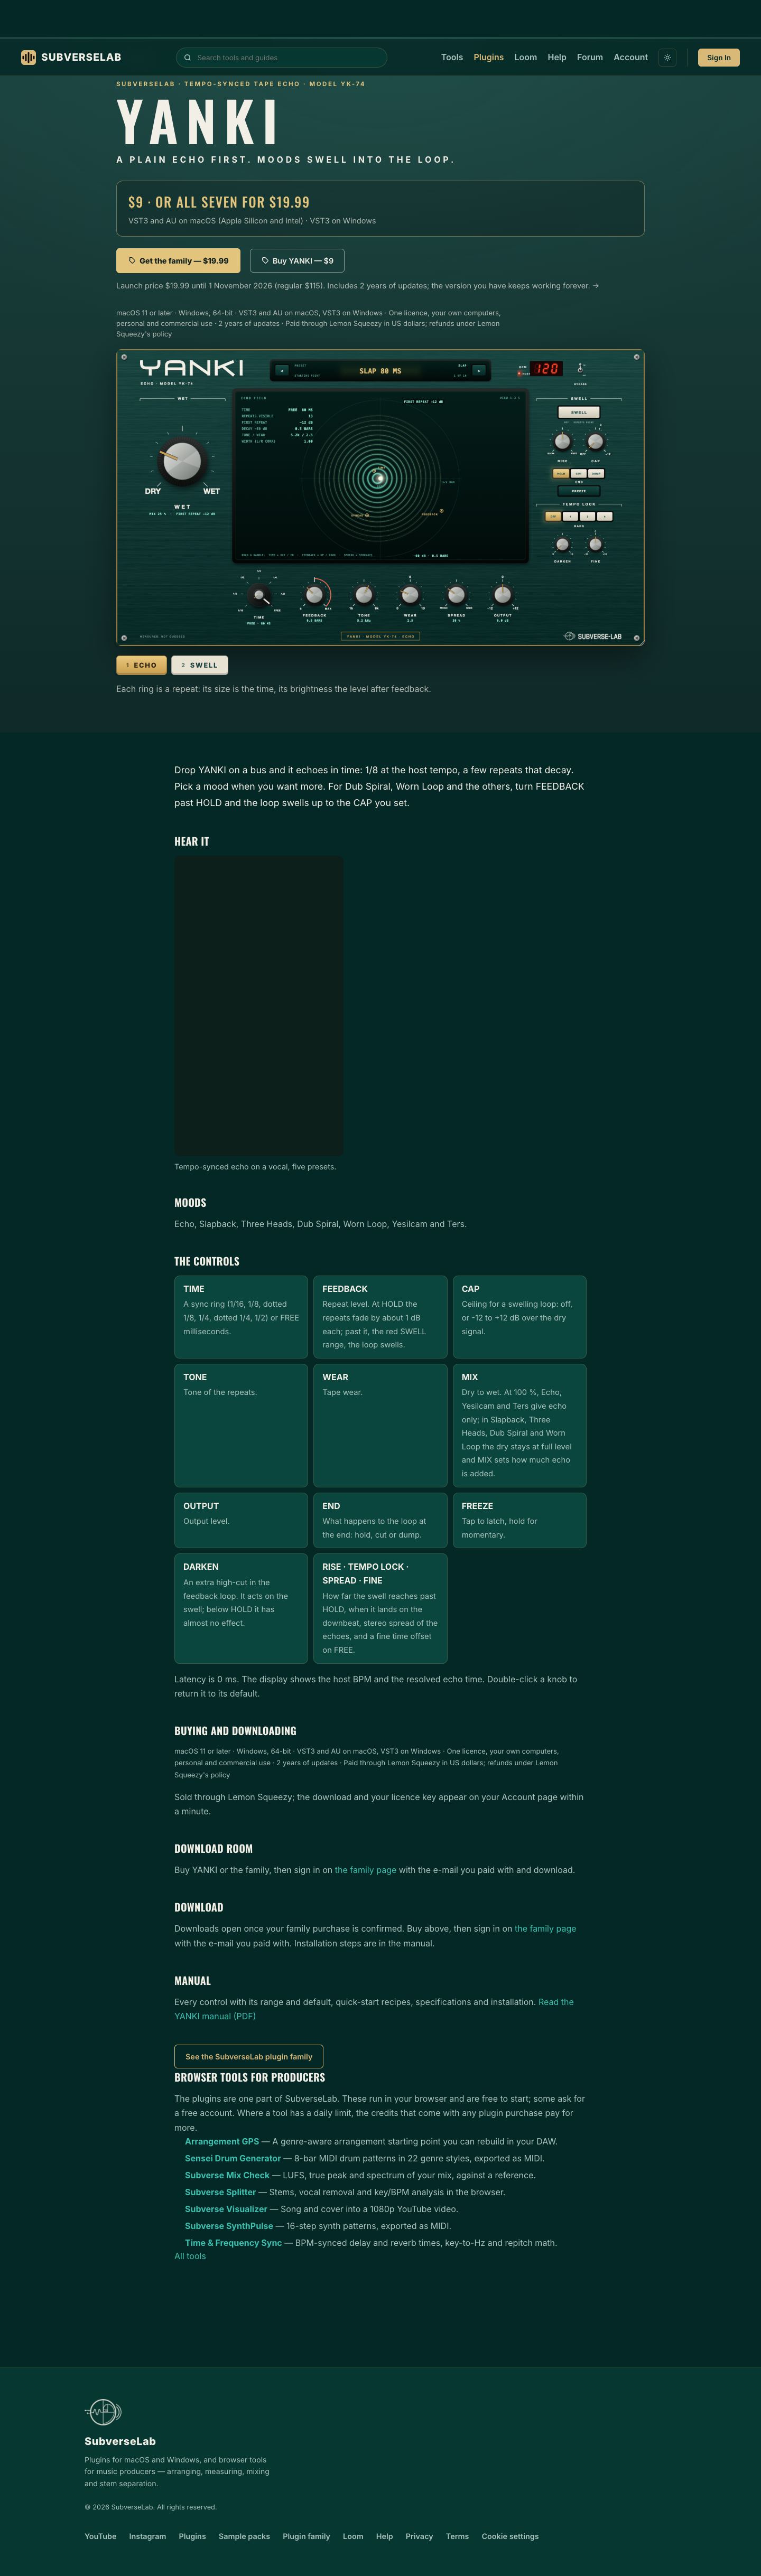 SUBVERSELAB
Search tools and guides
Tools
Plugins
Loom
Help
Forum
Account
Sign In
SUBVERSELAB · TEMPO-SYNCED TAPE ECHO · MODEL YK-74
YANKI
A PLAIN ECHO FIRST. MOODS SWELL INTO THE LOOP.
$9 · OR ALL SEVEN FOR $19.99
VST3 and AU on macOS (Apple Silicon and Intel) · VST3 on Windows
Get the family — $19.99
Buy YANKI — $9
Launch price $19.99 until 1 November 2026 (regular $115). Includes 2 years of updates; the version you have keeps working forever. →
macOS 11 or later · Windows, 64-bit · VST3 and AU on macOS, VST3 on Windows · One licence, your own computers,
personal and commercial use · 2 years of updates · Paid through Lemon Squeezy in US dollars; refunds under Lemon
Squeezy's policy
YANKI
ECHO · MODEL YK-74
SLAP 80 MS
120
WET
DRY
WET
WET
ECHO FIELD
FIRST REPEAT -12 dB
SWELL
SWELL
CAP
END
FREEZE
TEMPO LOCK
DARKEN
FINE
TIME
FEEDBACK
TONE
WEAR
SPREAD
OUTPUT
SUBVERSE-LAB
1 ECHO
2 SWELL
Each ring is a repeat: its size is the time, its brightness the level after feedback.
Drop YANKI on a bus and it echoes in time: 1/8 at the host tempo, a few repeats that decay.
Pick a mood when you want more. For Dub Spiral, Worn Loop and the others, turn FEEDBACK
past HOLD and the loop swells up to the CAP you set.
HEAR IT
Tempo-synced echo on a vocal, five presets.
MOODS
Echo, Slapback, Three Heads, Dub Spiral, Worn Loop, Yesilcam and Ters.
THE CONTROLS
TIME
A sync ring (1/16, 1/8, dotted
1/8, 1/4, dotted 1/4, 1/2) or FREE
milliseconds.
FEEDBACK
Repeat level. At HOLD the
repeats fade by about 1 dB
each; past it, the red SWELL
range, the loop swells.
CAP
Ceiling for a swelling loop: off,
or -12 to +12 dB over the dry
signal.
TONE
Tone of the repeats.
WEAR
Tape wear.
MIX
Dry to wet. At 100 %, Echo,
Yesilcam and Ters give echo
only; in Slapback, Three
Heads, Dub Spiral and Worn
Loop the dry stays at full level
and MIX sets how much echo
is added.
OUTPUT
Output level.
END
What happens to the loop at
the end: hold, cut or dump.
FREEZE
Tap to latch, hold for
momentary.
DARKEN
An extra high-cut in the
feedback loop. It acts on the
swell; below HOLD it has
almost no effect.
RISE · TEMPO LOCK ·
SPREAD · FINE
How far the swell reaches past
HOLD, when it lands on the
downbeat, stereo spread of the
echoes, and a fine time offset
on FREE.
Latency is 0 ms. The display shows the host BPM and the resolved echo time. Double-click a knob to
return it to its default.
BUYING AND DOWNLOADING
macOS 11 or later · Windows, 64-bit · VST3 and AU on macOS, VST3 on Windows · One licence, your own computers,
personal and commercial use · 2 years of updates · Paid through Lemon Squeezy in US dollars; refunds under Lemon
Squeezy's policy
Sold through Lemon Squeezy; the download and your licence key appear on your Account page within
a minute.
DOWNLOAD ROOM
Buy YANKI or the family, then sign in on the family page with the e-mail you paid with and download.
DOWNLOAD
Downloads open once your family purchase is confirmed. Buy above, then sign in on the family page
with the e-mail you paid with. Installation steps are in the manual.
MANUAL
Every control with its range and default, quick-start recipes, specifications and installation. Read the
YANKI manual (PDF)
See the SubverseLab plugin family
BROWSER TOOLS FOR PRODUCERS
The plugins are one part of SubverseLab. These run in your browser and are free to start; some ask for
a free account. Where a tool has a daily limit, the credits that come with any plugin purchase pay for
more.
Arrangement GPS — A genre-aware arrangement starting point you can rebuild in your DAW.
Sensei Drum Generator — 8-bar MIDI drum patterns in 22 genre styles, exported as MIDI.
Subverse Mix Check — LUFS, true peak and spectrum of your mix, against a reference.
Subverse Splitter — Stems, vocal removal and key/BPM analysis in the browser.
Subverse Visualizer — Song and cover into a 1080p YouTube video.
Subverse SynthPulse — 16-step synth patterns, exported as MIDI.
Time & Frequency Sync — BPM-synced delay and reverb times, key-to-Hz and repitch math.
All tools
SubverseLab
Plugins for macOS and Windows, and browser tools
for music producers — arranging, measuring, mixing
and stem separation.
© 2026 SubverseLab. All rights reserved.
YouTube
Instagram
Plugins
Sample packs
Plugin family
Loom
Help
Privacy
Terms
Cookie settings